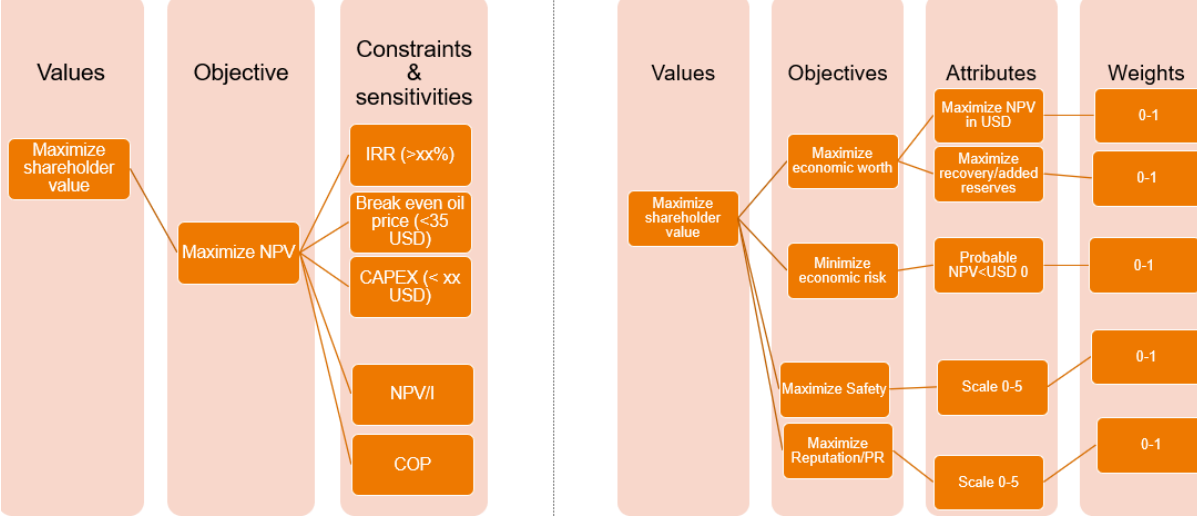 Values
Objective
Constraints
&
sensitivities
Maximize
shareholder
value
Maximize NPV
IRR (>xx%)
Break even oil
price (<35
USD)
CAPEX (< xx
USD)
NPV/I
COP
Values
Objectives
Attributes
Weights
Maximize
shareholder
value
Maximize
economic worth
Minimize
economic risk
Maximize Safety
Maximize
Reputation/PR
Maximize NPV
in USD
Maximize
recovery/added
reserves
Probable
NPV<USD 0
Scale 0-5
Scale 0-5
0-1
0-1
0-1
0-1
0-1